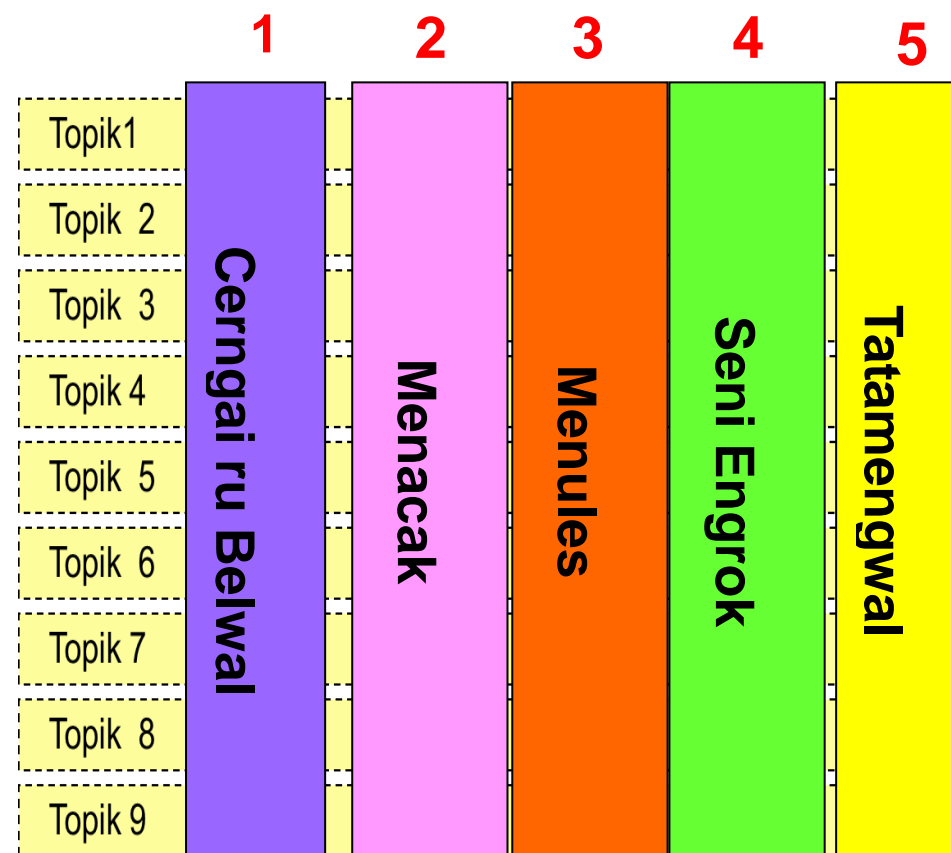 1 2 3 4 5
Topik1
Topik 2
Topik 3
Topik 4
Topik 5
Topik 6
Topik 7
Topik 8
Topik 9
Cerngai ru Belwal
Menacak
Menules
Seni Engrok
Tatamengwal